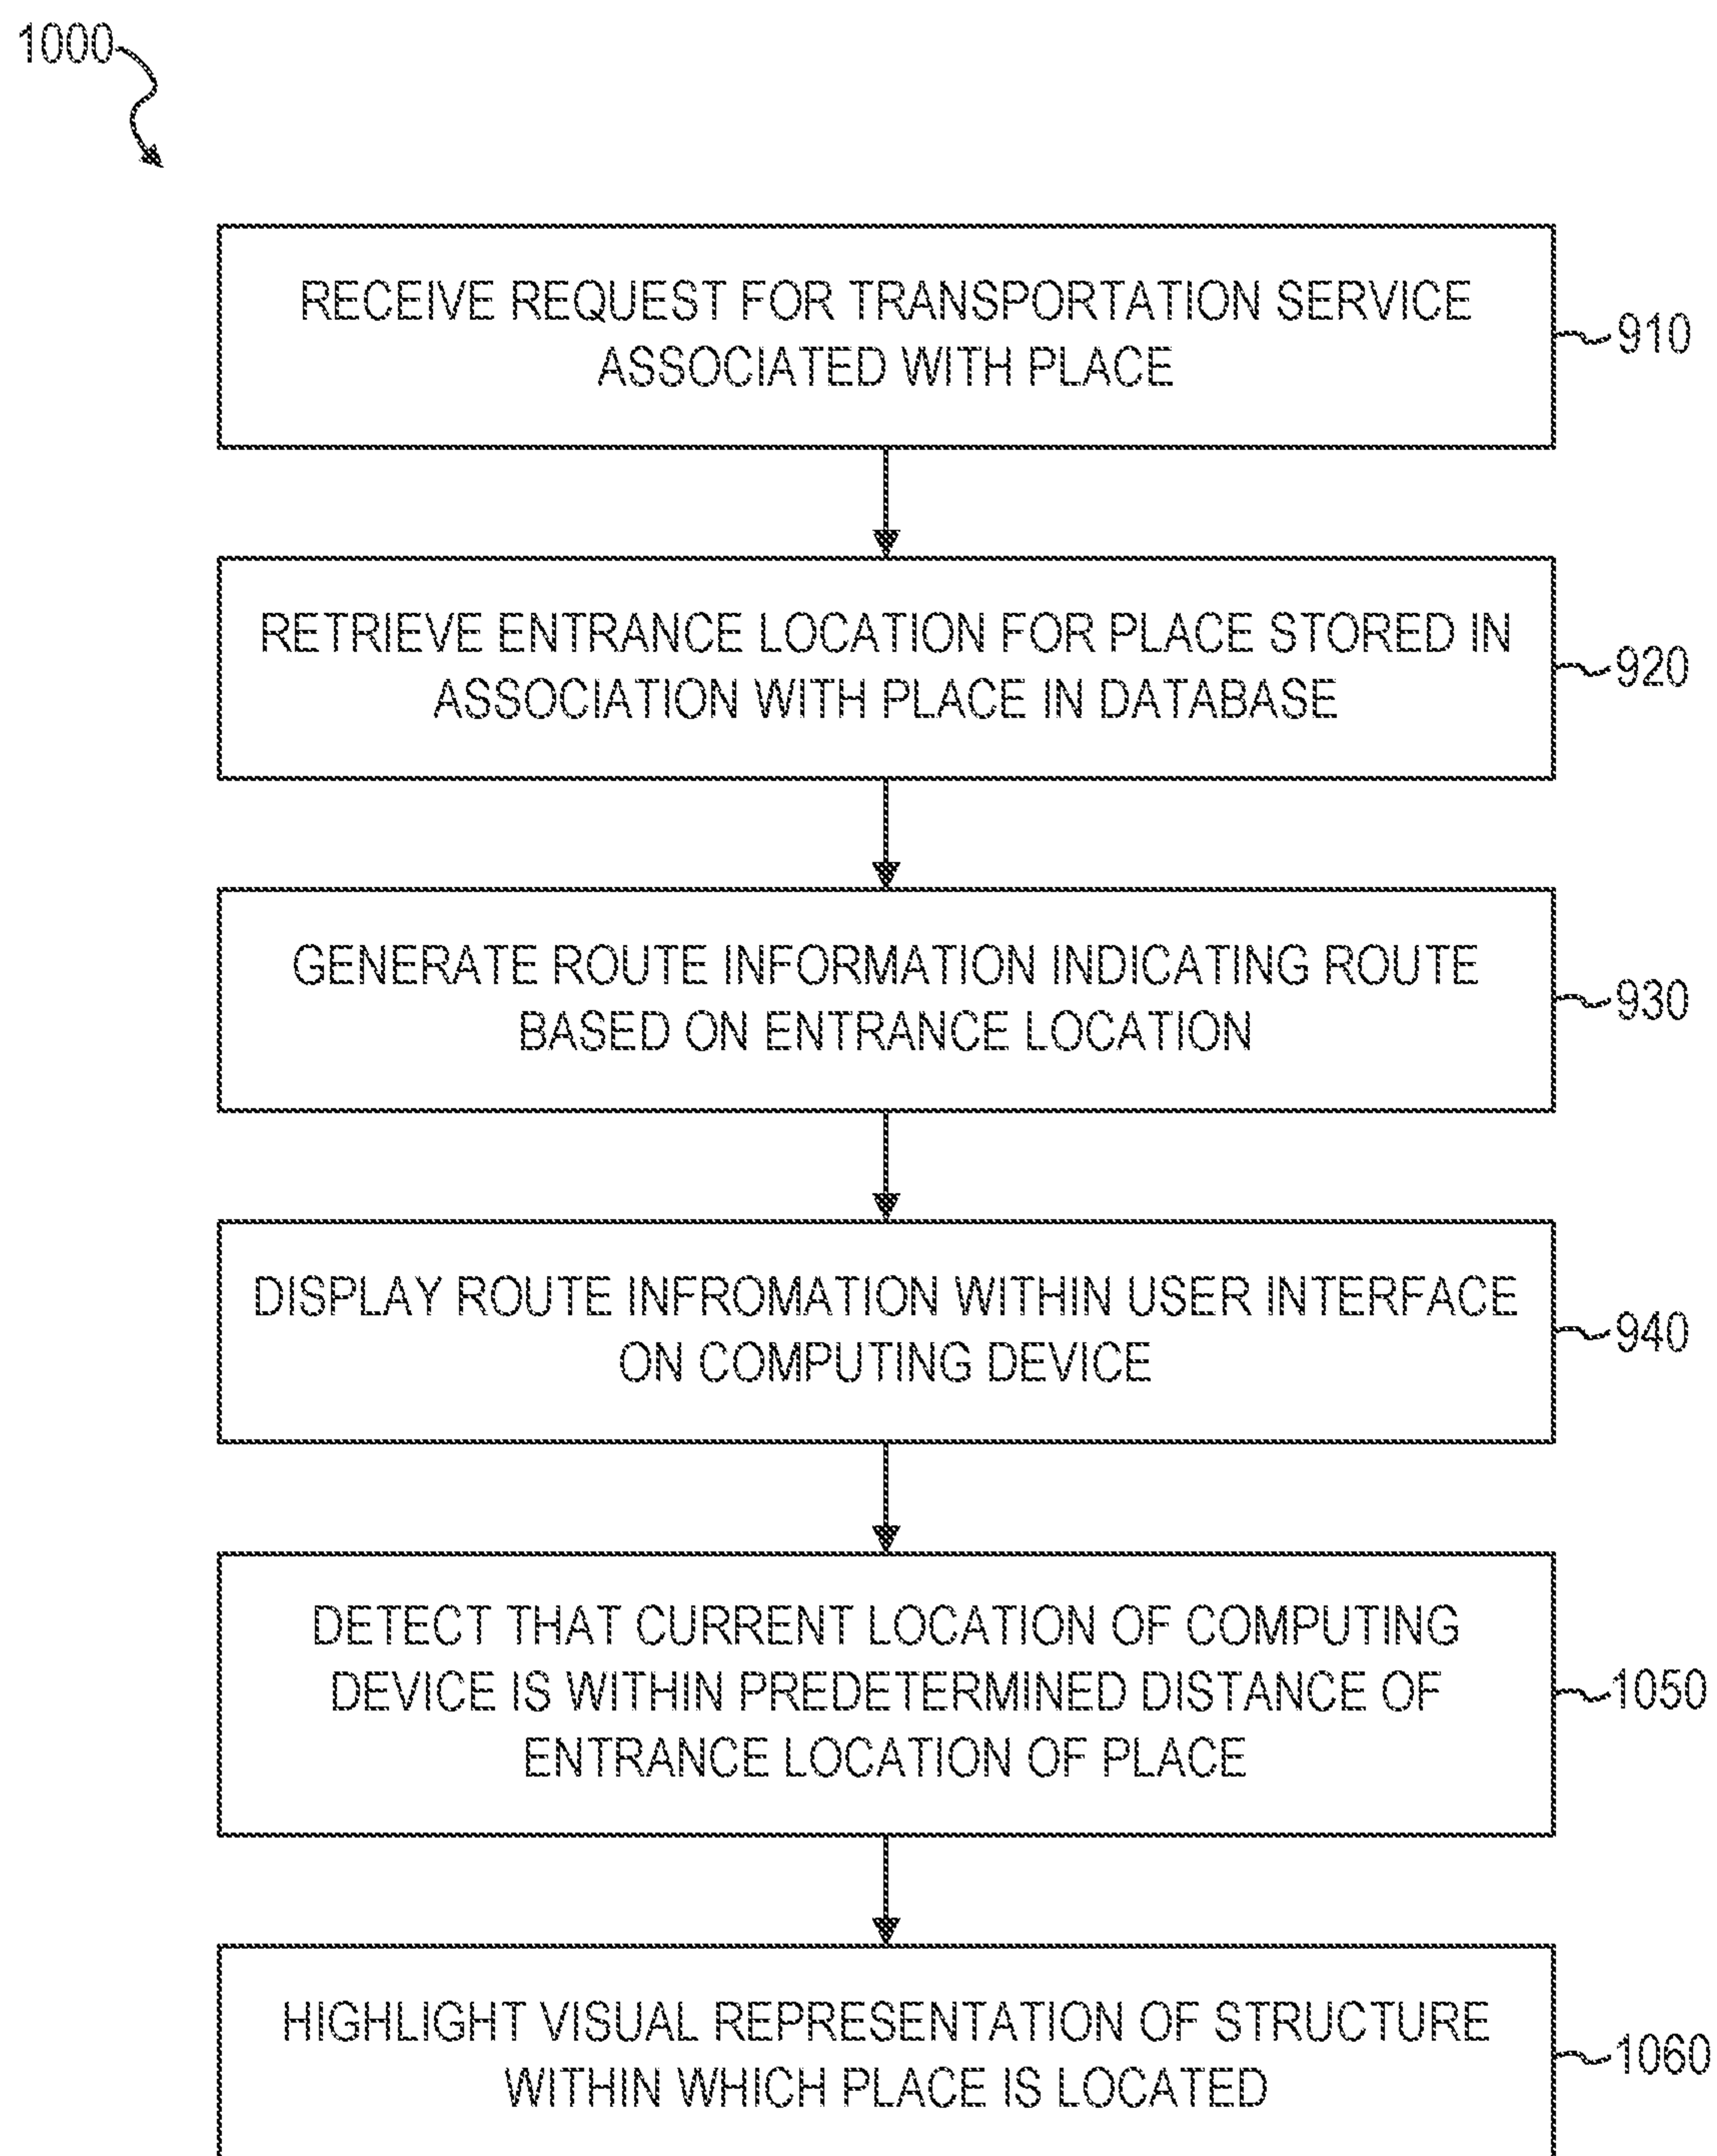 1000
RECEIVE REQUEST FOR TRANSPORTATION SERVICE
ASSOCIATED WITH PLACE
910
RETRIEVE ENTRANCE LOCATION FOR PLACE STORED IN
ASSOCIATION WITH PLACE IN DATABASE
920
GENERATE ROUTE INFORMATION INDICATING ROUTE
BASED ON ENTRANCE LOCATION
930
DISPLAY ROUTE INFROMATION WITHIN USER INTERFACE
ON COMPUTING DEVICE
940
DETECT THAT CURRENT LOCATION OF COMPUTING
DEVICE IS WITHIN PREDETERMINED DISTANCE OF
ENTRANCE LOCATION OF PLACE
1050
HIGHLIGHT VISUAL REPRESENTATION OF STRUCTURE
WITHIN WHICH PLACE IS LOCATED
1060